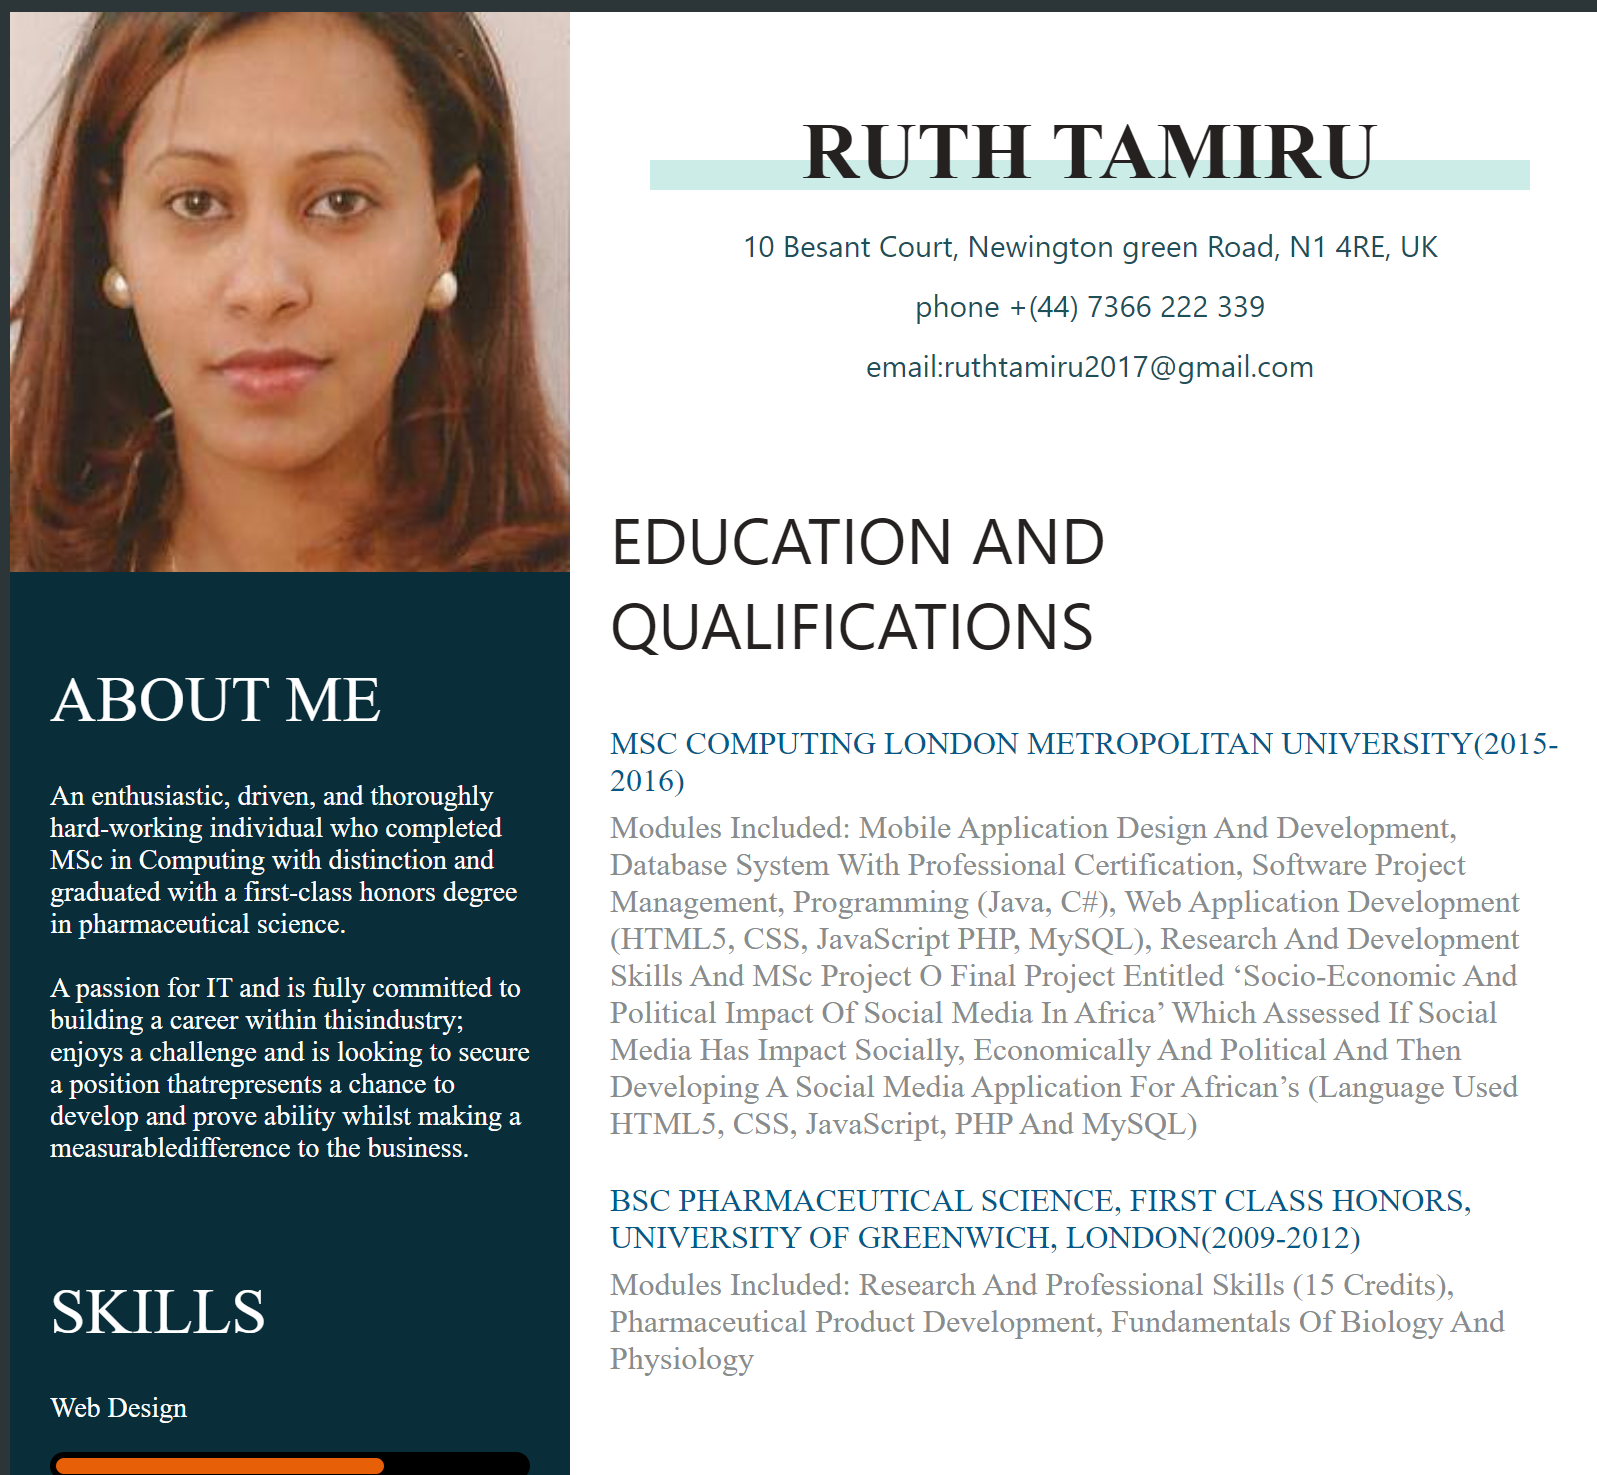 RUTH TAMIRU
10 Besant Court, Newington green Road, N1 4RE, UK
phone +(44) 7366 222 339
email:ruthtamiru2017@gmail.com
ABOUT ME
An enthusiastic, driven, and thoroughly
hard-working individual who completed
MSc in Computing with distinction and
graduated with a first-class honors degree
in pharmaceutical science.
A passion for IT and is fully committed to
building a career within thisindustry;
enjoys a challenge and is looking to secure
a position thatrepresents a chance to
develop and prove ability whilst making a
measurabledifference to the business.
SKILLS
Web Design
EDUCATION AND
QUALIFICATIONS
MSC COMPUTING LONDON METROPOLITAN UNIVERSITY(2015-
2016)
Modules Included: Mobile Application Design And Development,
Database System With Professional Certification, Software Project
Management, Programming (Java, C#), Web Application Development
(HTML5, CSS, JavaScript PHP, MySQL), Research And Development
Skills And MSc Project O Final Project Entitled ‘Socio-Economic And
Political Impact Of Social Media In Africa’ Which Assessed If Social
Media Has Impact Socially, Economically And Political And Then
Developing A Social Media Application For African’s (Language Used
HTML5, CSS, JavaScript, PHP And MySQL)
BSC PHARMACEUTICAL SCIENCE, FIRST CLASS HONORS,
UNIVERSITY OF GREENWICH, LONDON(2009-2012)
Modules Included: Research And Professional Skills (15 Credits),
Pharmaceutical Product Development, Fundamentals Of Biology And
Physiology